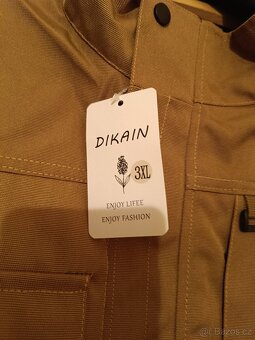 DIKAIN
3XL
ENJOY LIFEE
ENJOY FASHION
Bazos.cz